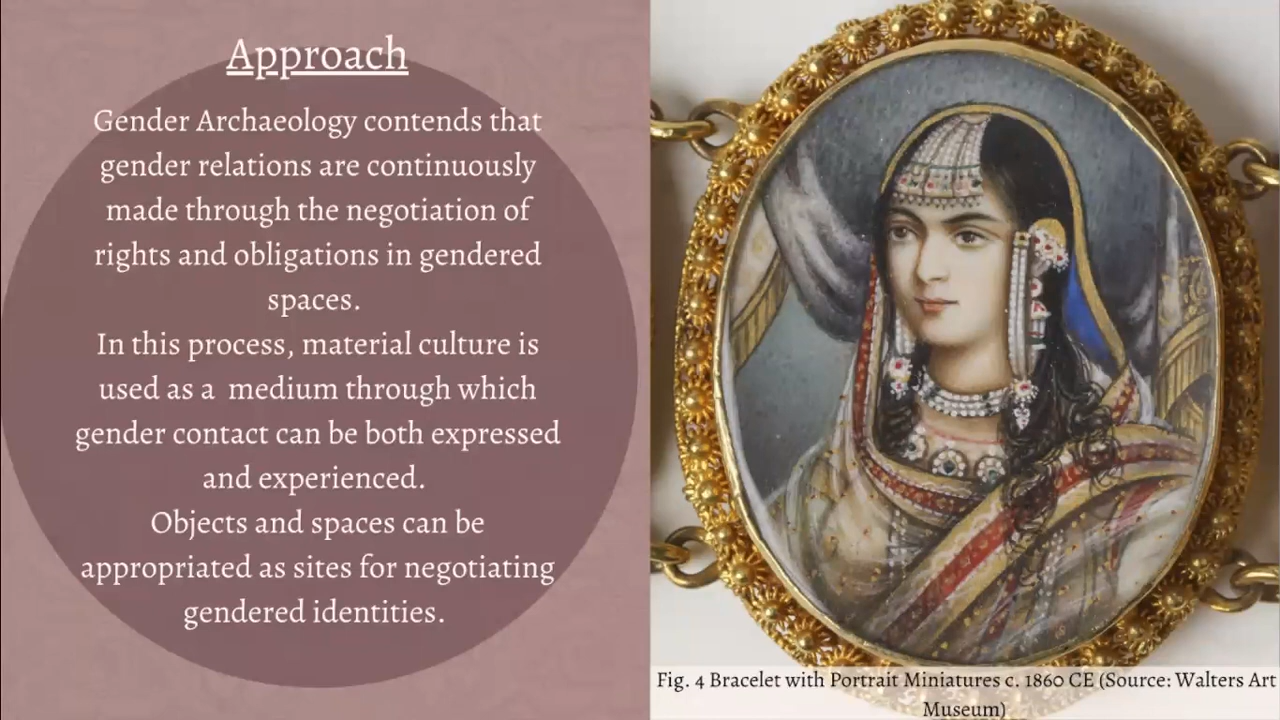 Approach
Gender Archaeology contends that
gender relations are continuously
made through the negotiation of
rights and obligations in gendered
spaces.
In this process, material culture is
used as a medium through which
gender contact can be both expressed
and experienced.
Objects and spaces can be
appropriated as sites for negotiating
gendered identities.
Fig. 4 Bracelet with Portrait Miniatures c. 1860 CE (Source: Walters Art
Museum)